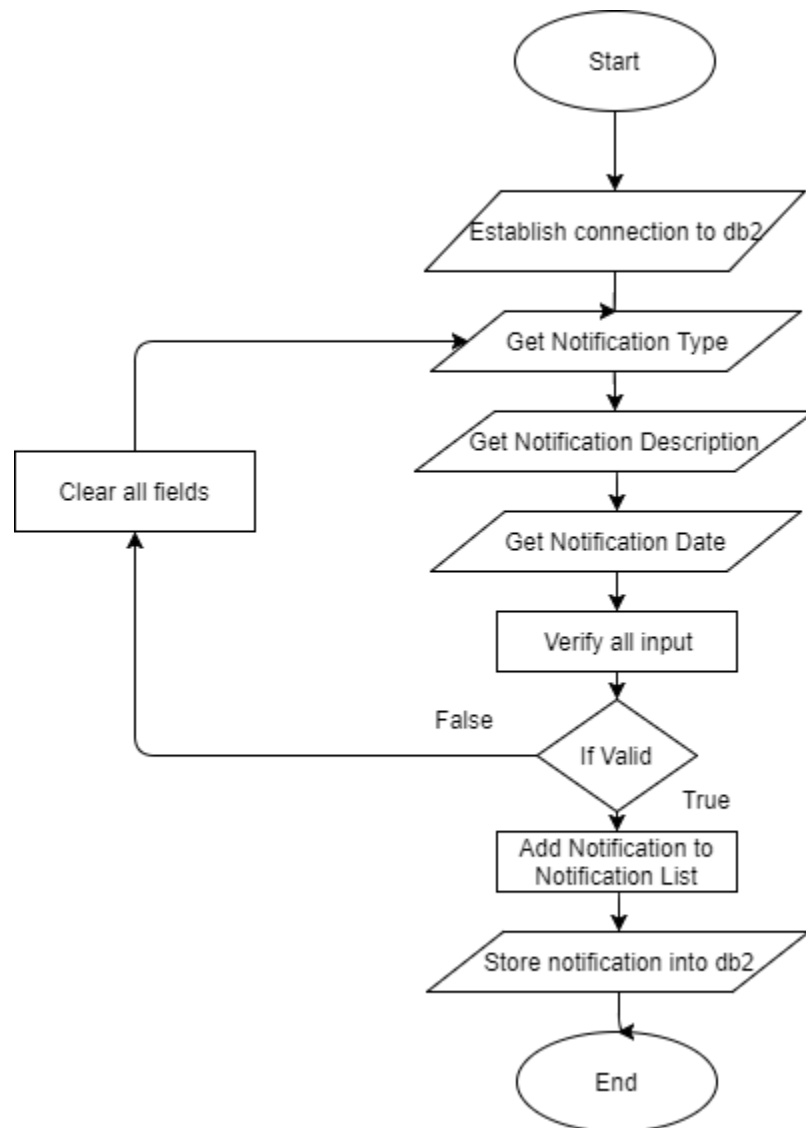 Start
Establish connection to db2
Get Notification Type
Get Notification Description
Clear all fields
Get Notification Date
Verify all input
False
If Valid
True
Add Notification to
Notification List
Store notification into db2
End